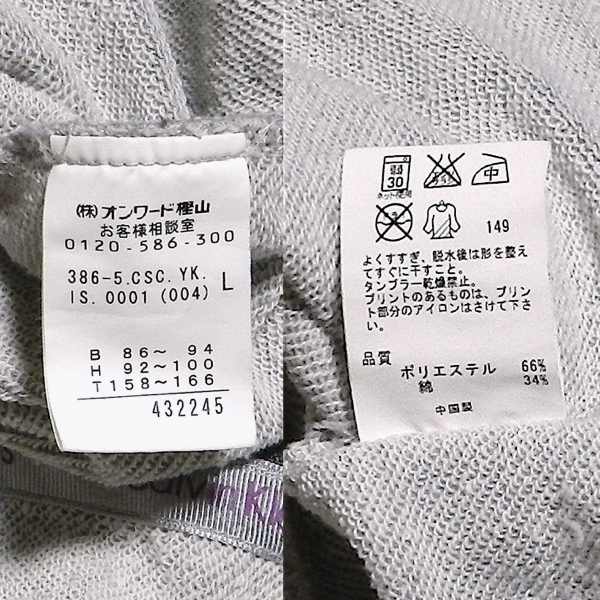 (株)オンワード樫山
お客様相談室
0120-586-300
386-5.CSC.YK.
IS.0001 (004)
L
B 86〜 94
H 92〜100
T158〜166
432245
弱
30
ネット使用
中
149
よくすすぎ、脱水後は形を整え
てすぐに干すこと。
タンブラー乾燥禁止。
プリントのあるものは、プリン
ト部分のアイロンはさけて下さ
い。
品質
ポリエステル 66%
綿 34%
中国製